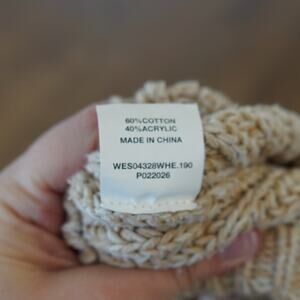 60%COTTON
40%ACRYLIC
MADE IN CHINA
WES04328WHE.190
P022026